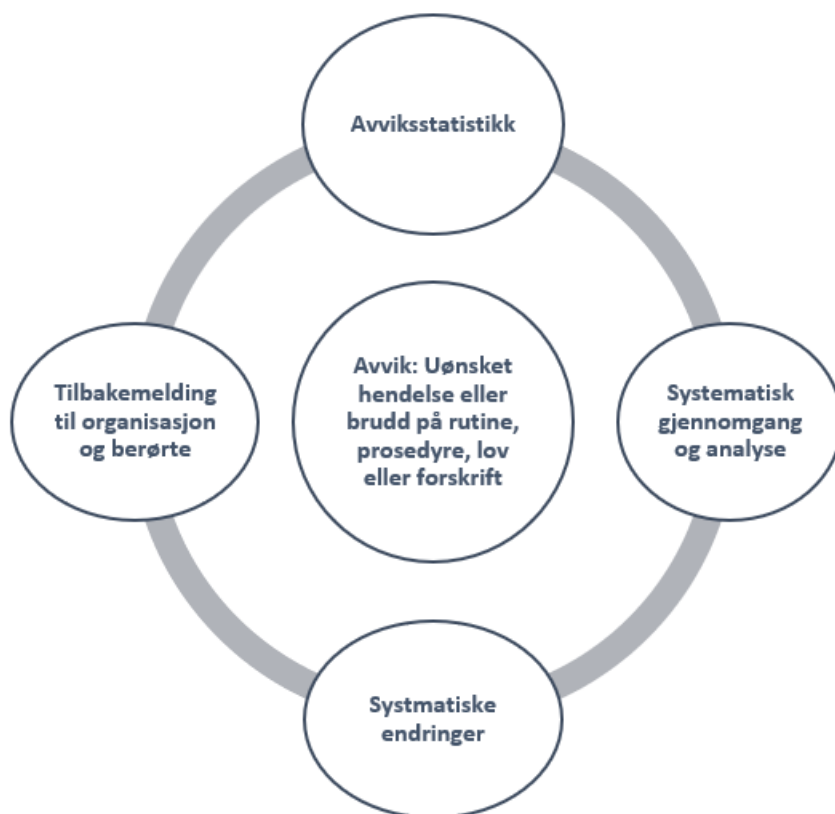 Avviksstatistikk
Tilbakemelding
til organisasjon
og berørte
Avvik: Uønsket
hendelse eller
brudd på rutine,
prosedyre, lov
eller forskrift
Systematisk
gjennomgang
og analyse
Systmatiske
endringer